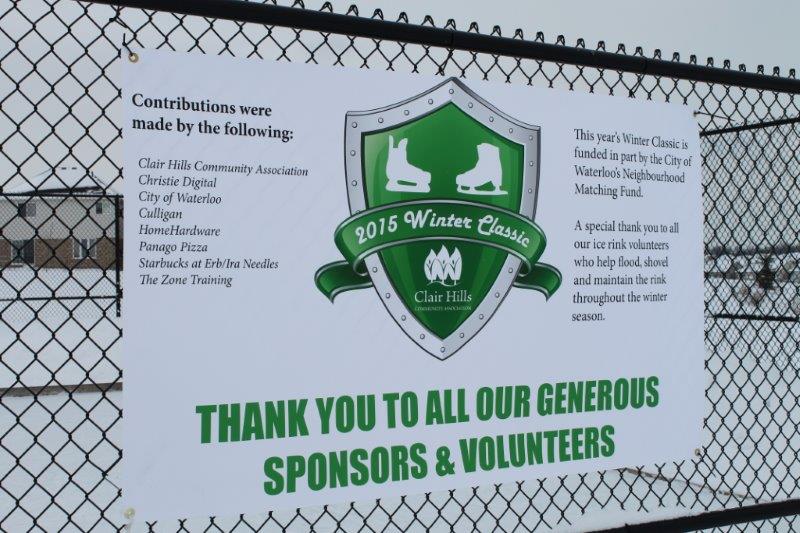 Contributions were
made by the following:
Clair Hills Community Association
Christie Digital
City of Waterloo
Culligan
HomeHardware
Panago Pizza
Starbucks at Erb/Ira Needles
The Zone Training
2015 Winter Classic
Clair Hills
COMMUNITY ASSOCIATION
This year's Winter Classic is
funded in part by the City of
Waterloo's Neighbourhood
Matching Fund.
A special thank you to all
our ice rink volunteers
who help flood, shovel
and maintain the rink
throughout the winter
season.
THANK YOU TO ALL OUR GENEROUS
SPONSORS & VOLUNTEERS